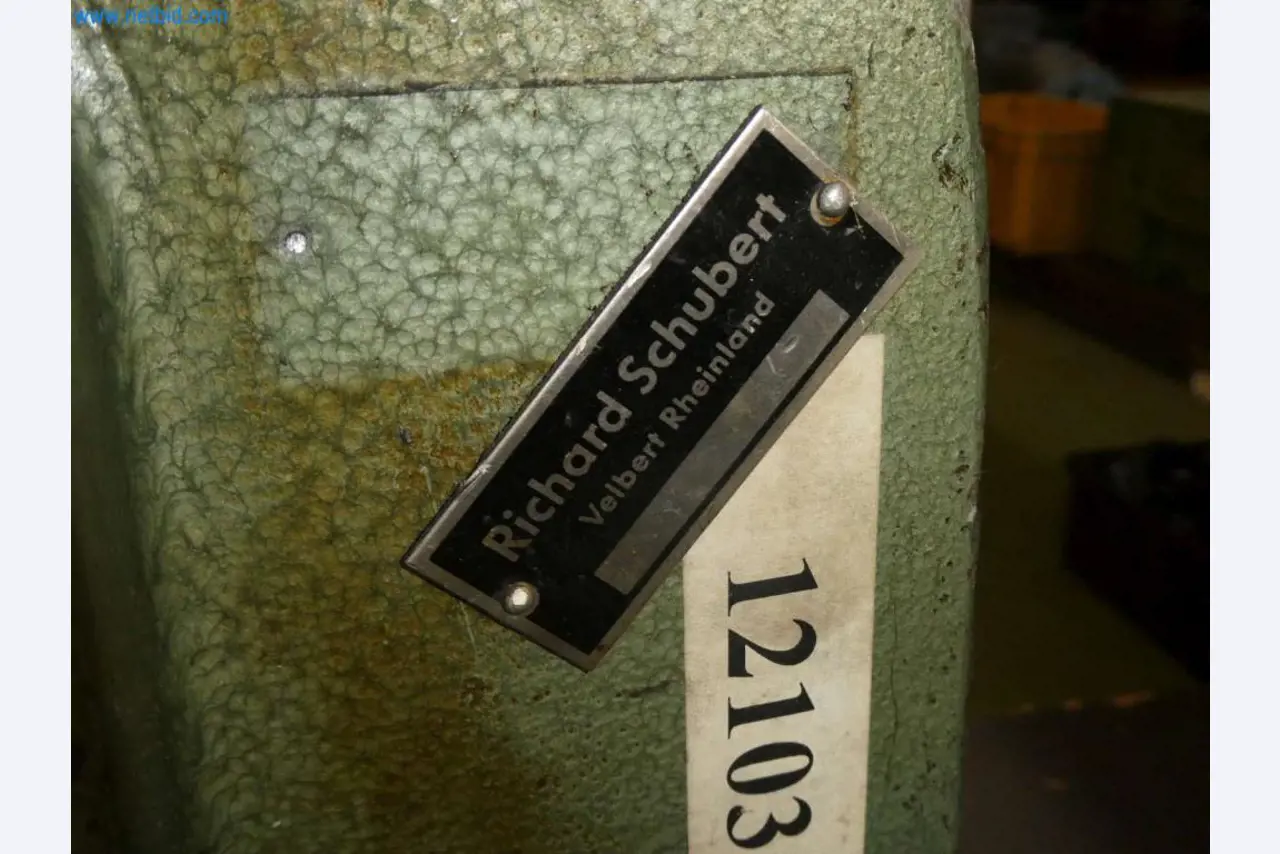 www.netbid.com
Richard Schubert
Velbert Rheinland
12103